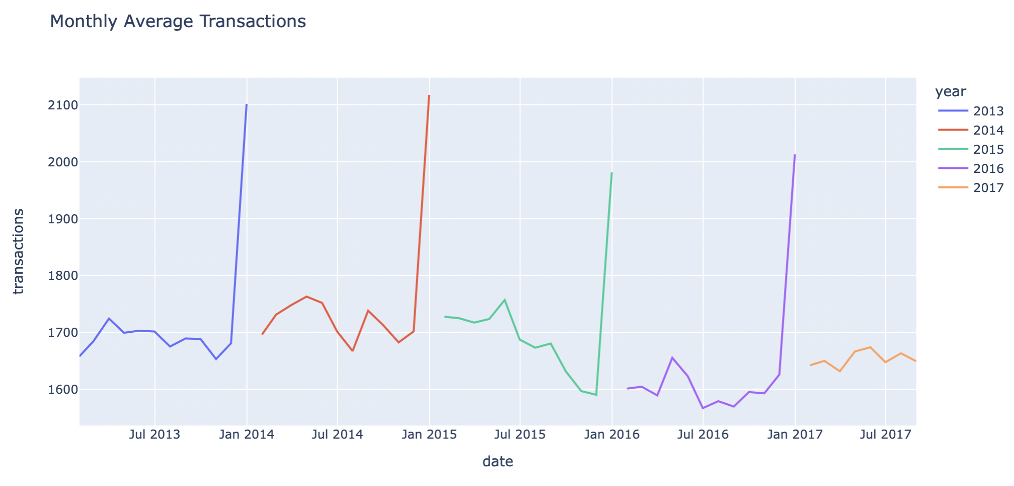 Monthly Average Transactions
year
2013
2014
2015
2016
2017
2100
2000
1900
1800
1700
1600
transactions
Jul 2013 Jan 2014 Jul 2014 Jan 2015 Jul 2015 Jan 2016 Jul 2016 Jan 2017 Jul 2017
date